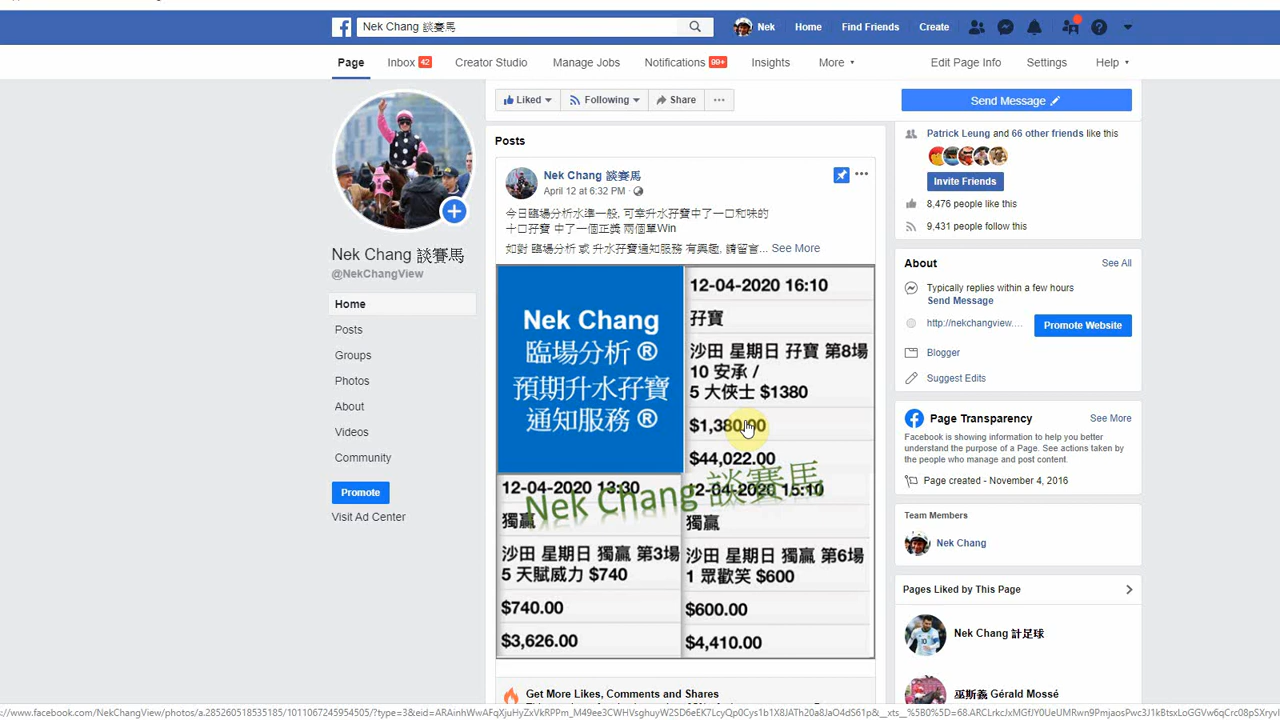 Nek Chang 談賽馬
Nek
Home
Find Friends
Create
Page
Inbox 42
Creator Studio
Manage Jobs
Notifications 99+
Insights
More
Edit Page Info
Settings
Help
Liked
Following
Share
Send Message
Nek Chang 談賽馬
@NekChangView
Home
Posts
Groups
Photos
About
Videos
Community
Promote
Visit Ad Center
Posts
Nek Chang 談賽馬
April 12 at 6:32 PM
今日臨場分析水準一般, 可幸升水孖寶中了一口和味的
十口孖寶 中了一個正獎 兩個單Win
如對 臨場分析 或 升水孖寶通知服務 有興趣, 請留會... See More
Nek Chang
臨場分析 ®
預期升水孖寶
通知服務 ®
12-04-2020 16:10
孖寶
沙田 星期日 孖寶 第8場
10 安承 /
5 大俠士 $1380
$1,380.00
$44,022.00
Nek Chang 談賽馬
12-04-2020 13:30
獨贏
沙田 星期日 獨贏 第3場
5 天賦威力 $740
$740.00
$3,626.00
12-04-2020 15:10
獨贏
沙田 星期日 獨贏 第6場
1 眾歡笑 $600
$600.00
$4,410.00
Get More Likes, Comments and Shares
Patrick Leung and 66 other friends like this
Invite Friends
8,476 people like this
9,431 people follow this
About
See All
Typically replies within a few hours
Send Message
http://nekchangview....
Promote Website
Blogger
Suggest Edits
Page Transparency
See More
Facebook is showing information to help you better
understand the purpose of a Page. See actions taken by
the people who manage and post content.
Page created - November 4, 2016
Team Members
Nek Chang
Pages Liked by This Page
Nek Chang 計足球
巫斯義 Gérald Mossé